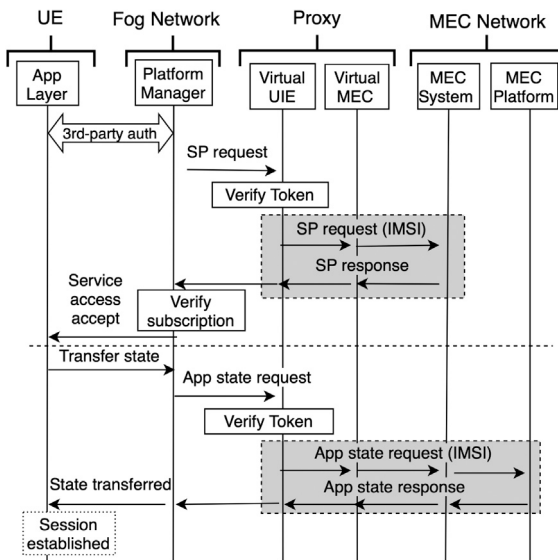 UE
Fog Network
Proxy
MEC Network
App
Layer
Platform
Manager
Virtual
UIE
Virtual
MEC
MEC
System
MEC
Platform
3rd-party auth
SP request
Verify Token
SP request (IMSI)
SP response
Service
access
accept
Verify
subscription
Transfer state
App state request
Verify Token
App state request (IMSI)
App state response
State transferred
Session
established